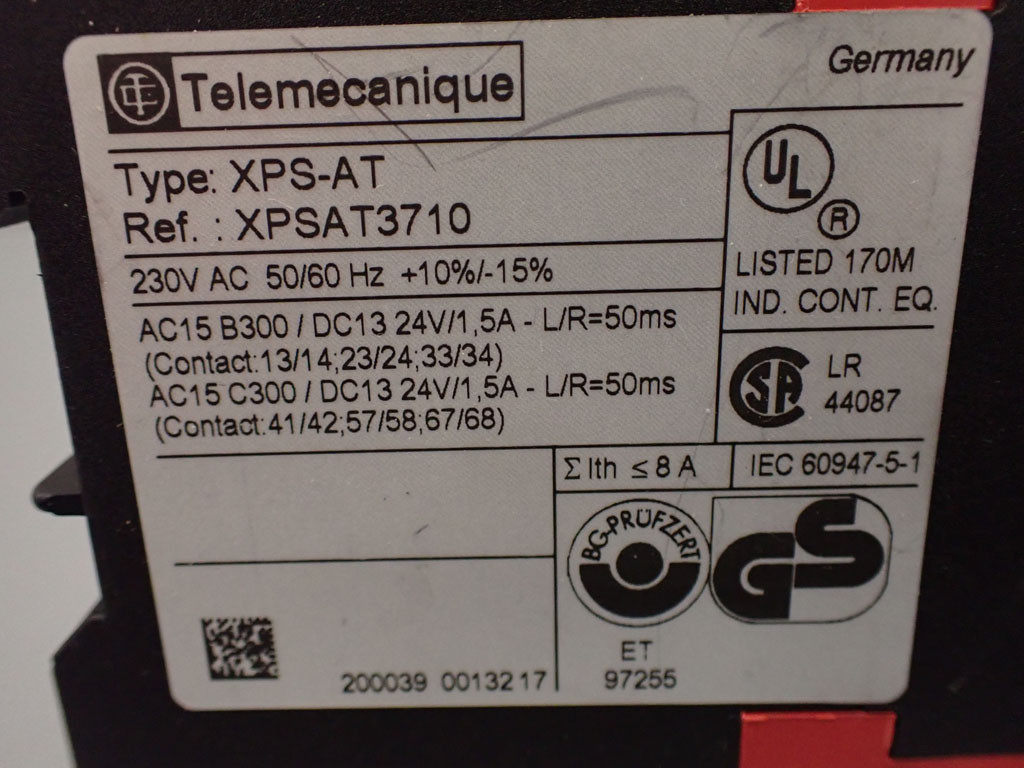 Telemecanique
Germany
Type: XPS-AT
Ref. : XPSAT3710
230V AC 50/60 Hz +10%/-15%
AC15 B300 / DC13 24V/1,5A - L/R=50ms
(Contact:13/14;23/24;33/34)
AC15 C300 / DC13 24V/1,5A - L/R=50ms
(Contact:41/42;57/58;67/68)
UL
®
LISTED 170M
IND. CONT. EQ.
SA
LR
44087
Σ Ith ≤ 8 A
IEC 60947-5-1
BG-PRÜFZERT
GS
ET
97255
200039 0013217